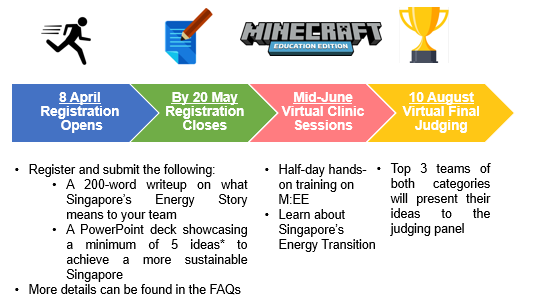 MINECRAFT
EDUCATION EDITION
8 April
Registration
Opens
By 20 May
Registration
Closes
Mid-June
Virtual Clinic
Sessions
10 August
Virtual Final
Judging
• Register and submit the following:
• A 200-word writeup on what
Singapore's Energy Story
means to your team
• A PowerPoint deck showcasing
a minimum of 5 ideas* to
achieve a more sustainable
Singapore
• More details can be found in the FAQs
• Half-day hands-
on training on
M:EE
• Learn about
Singapore's
Energy Transition
• Top 3 teams of
both categories
will present their
ideas to the
judging panel